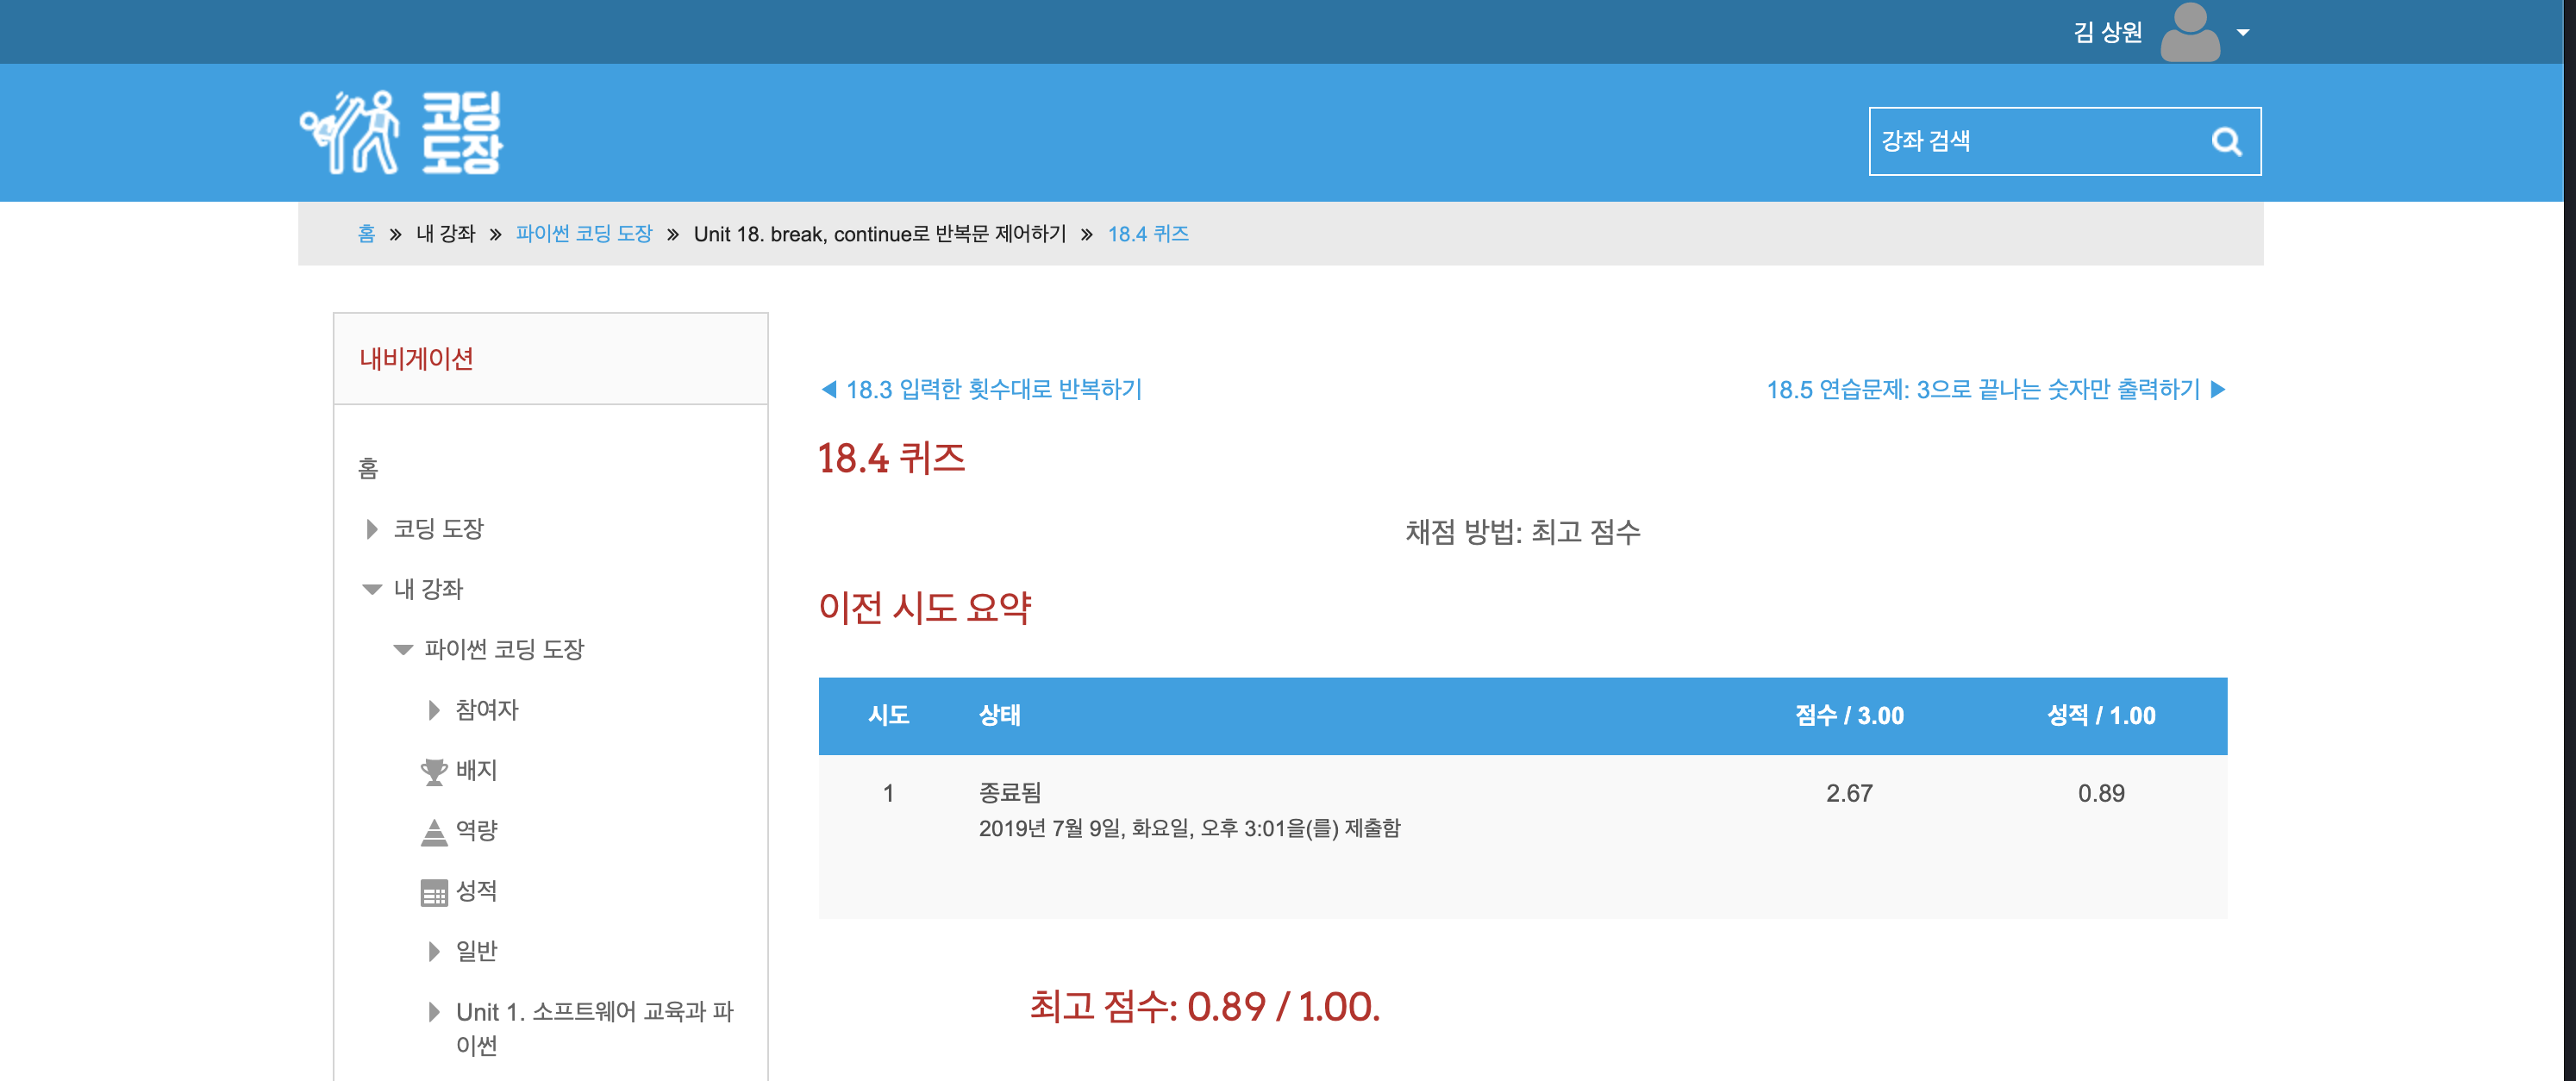 김 상원
코딩
도장
강좌 검색
홈 » 내 강좌 » 파이썬 코딩 도장 » Unit 18. break, continue로 반복문 제어하기 » 18.4 퀴즈
내비게이션
홈
코딩 도장
내 강좌
파이썬 코딩 도장
참여자
배지
역량
성적
일반
Unit 1. 소프트웨어 교육과 파
이썬
◀ 18.3 입력한 횟수대로 반복하기
18.5 연습문제: 3으로 끝나는 숫자만 출력하기 ▶
18.4 퀴즈
채점 방법: 최고 점수
이전 시도 요약
시도 상태 점수 / 3.00 성적 / 1.00
1 종료됨 2.67 0.89
2019년 7월 9일, 화요일, 오후 3:01을(를) 제출함
최고 점수: 0.89 / 1.00.